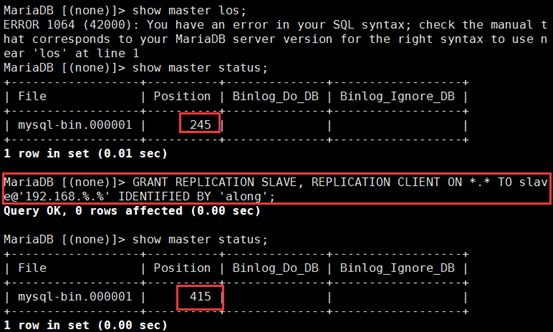 MariaDB [(none)]> show master los;
ERROR 1064 (42000): You have an error in your SQL syntax; check the manual t
hat corresponds to your MariaDB server version for the right syntax to use n
ear 'los' at line 1
MariaDB [(none)]> show master status;
+------------------+----------+--------------+------------------+
| File             | Position | Binlog_Do_DB | Binlog_Ignore_DB |
+------------------+----------+--------------+------------------+
| mysql-bin.000001 |      245 |              |                  |
+------------------+----------+--------------+------------------+
1 row in set (0.01 sec)
MariaDB [(none)]> GRANT REPLICATION SLAVE, REPLICATION CLIENT ON *.* TO slav
e@'192.168.%.%' IDENTIFIED BY 'along';
Query OK, 0 rows affected (0.00 sec)
MariaDB [(none)]> show master status;
+------------------+----------+--------------+------------------+
| File             | Position | Binlog_Do_DB | Binlog_Ignore_DB |
+------------------+----------+--------------+------------------+
| mysql-bin.000001 |      415 |              |                  |
+------------------+----------+--------------+------------------+
1 row in set (0.00 sec)